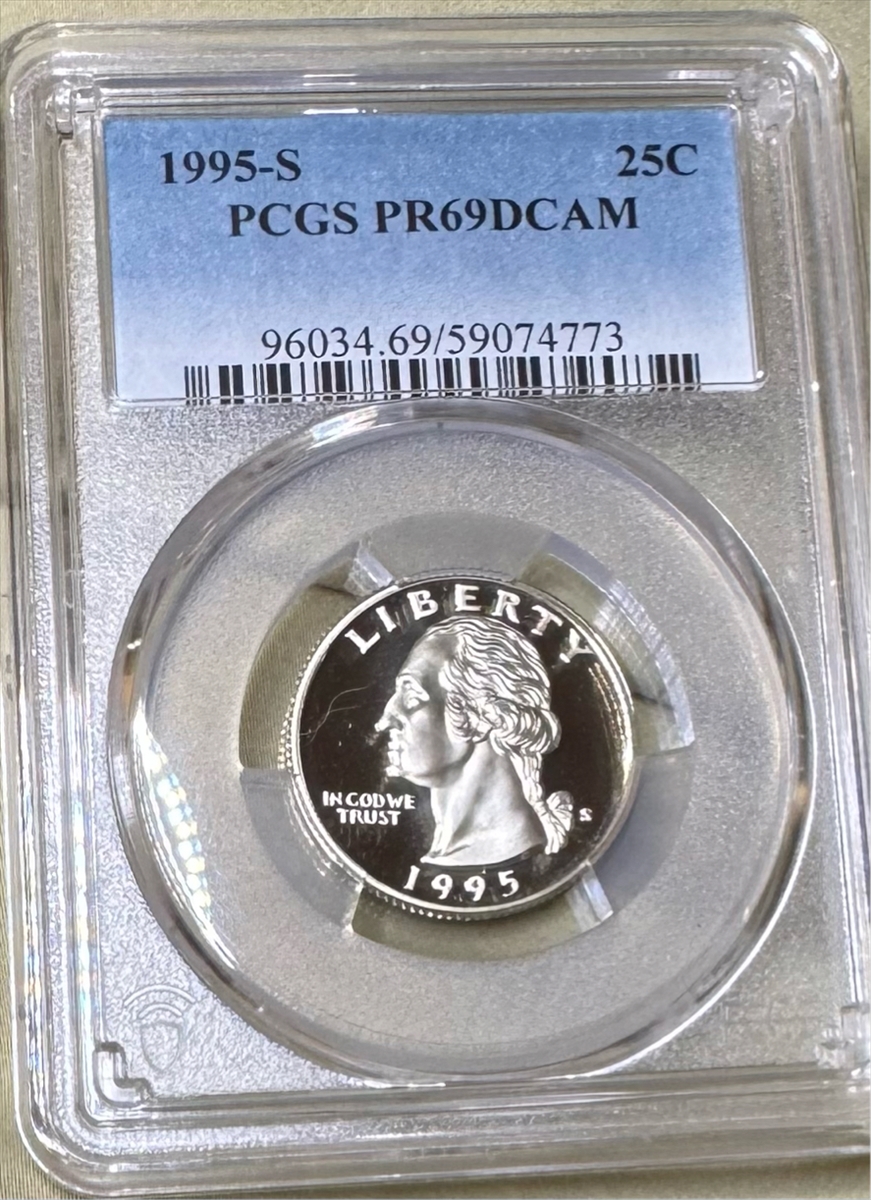 1995-S 25C
PCGS PR69DCAM
96034.69/59074773
LIBERTY
IN GOD WE
TRUST
S
1995